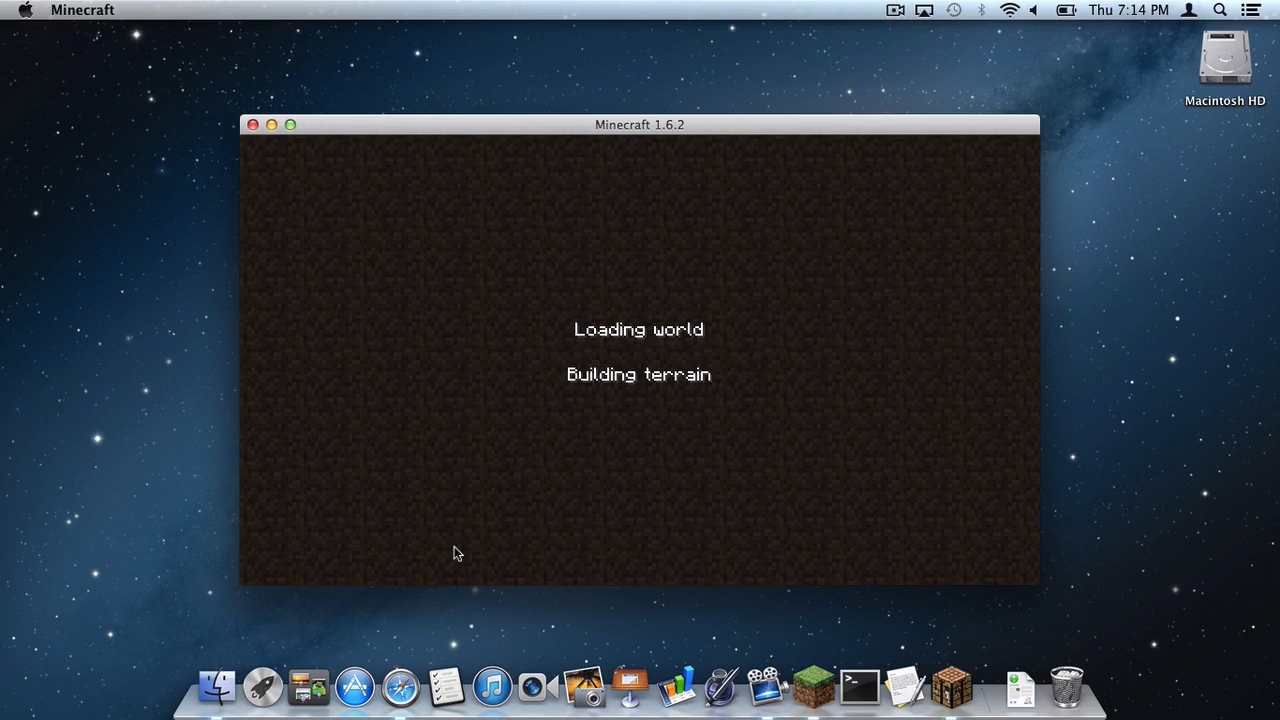 Minecraft
Thu 7:14 PM
Macintosh HD
Minecraft 1.6.2
Loading world
Building terrain